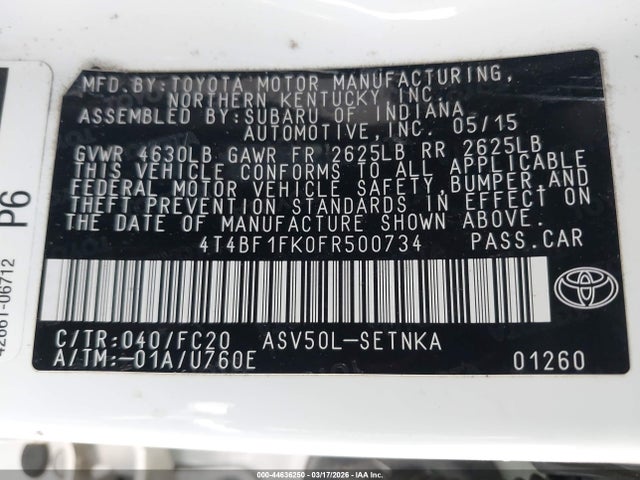 MFD.BY:TOYOTA MOTOR MANUFACTURING,
NORTHERN KENTUCKY,INC.
ASSEMBLED BY:SUBARU OF INDIANA
AUTOMOTIVE,INC. 05/15
GVWR 4630LB GAWR FR 2625LB RR 2625LB
THIS VEHICLE CONFORMS TO ALL APPLICABLE
FEDERAL MOTOR VEHICLE SAFETY,BUMPER,AND
THEFT PREVENTION STANDARDS IN EFFECT ON
THE DATE OF MANUFACTURE SHOWN ABOVE.
4T4BF1FK0FR500734 PASS.CAR
C/TR:040/FC20 ASV50L-SETNKA
A/TM:-01A/U760E 01260
P6
42661-06712
000-44636250 | 03/17/2026 | IAA Inc.